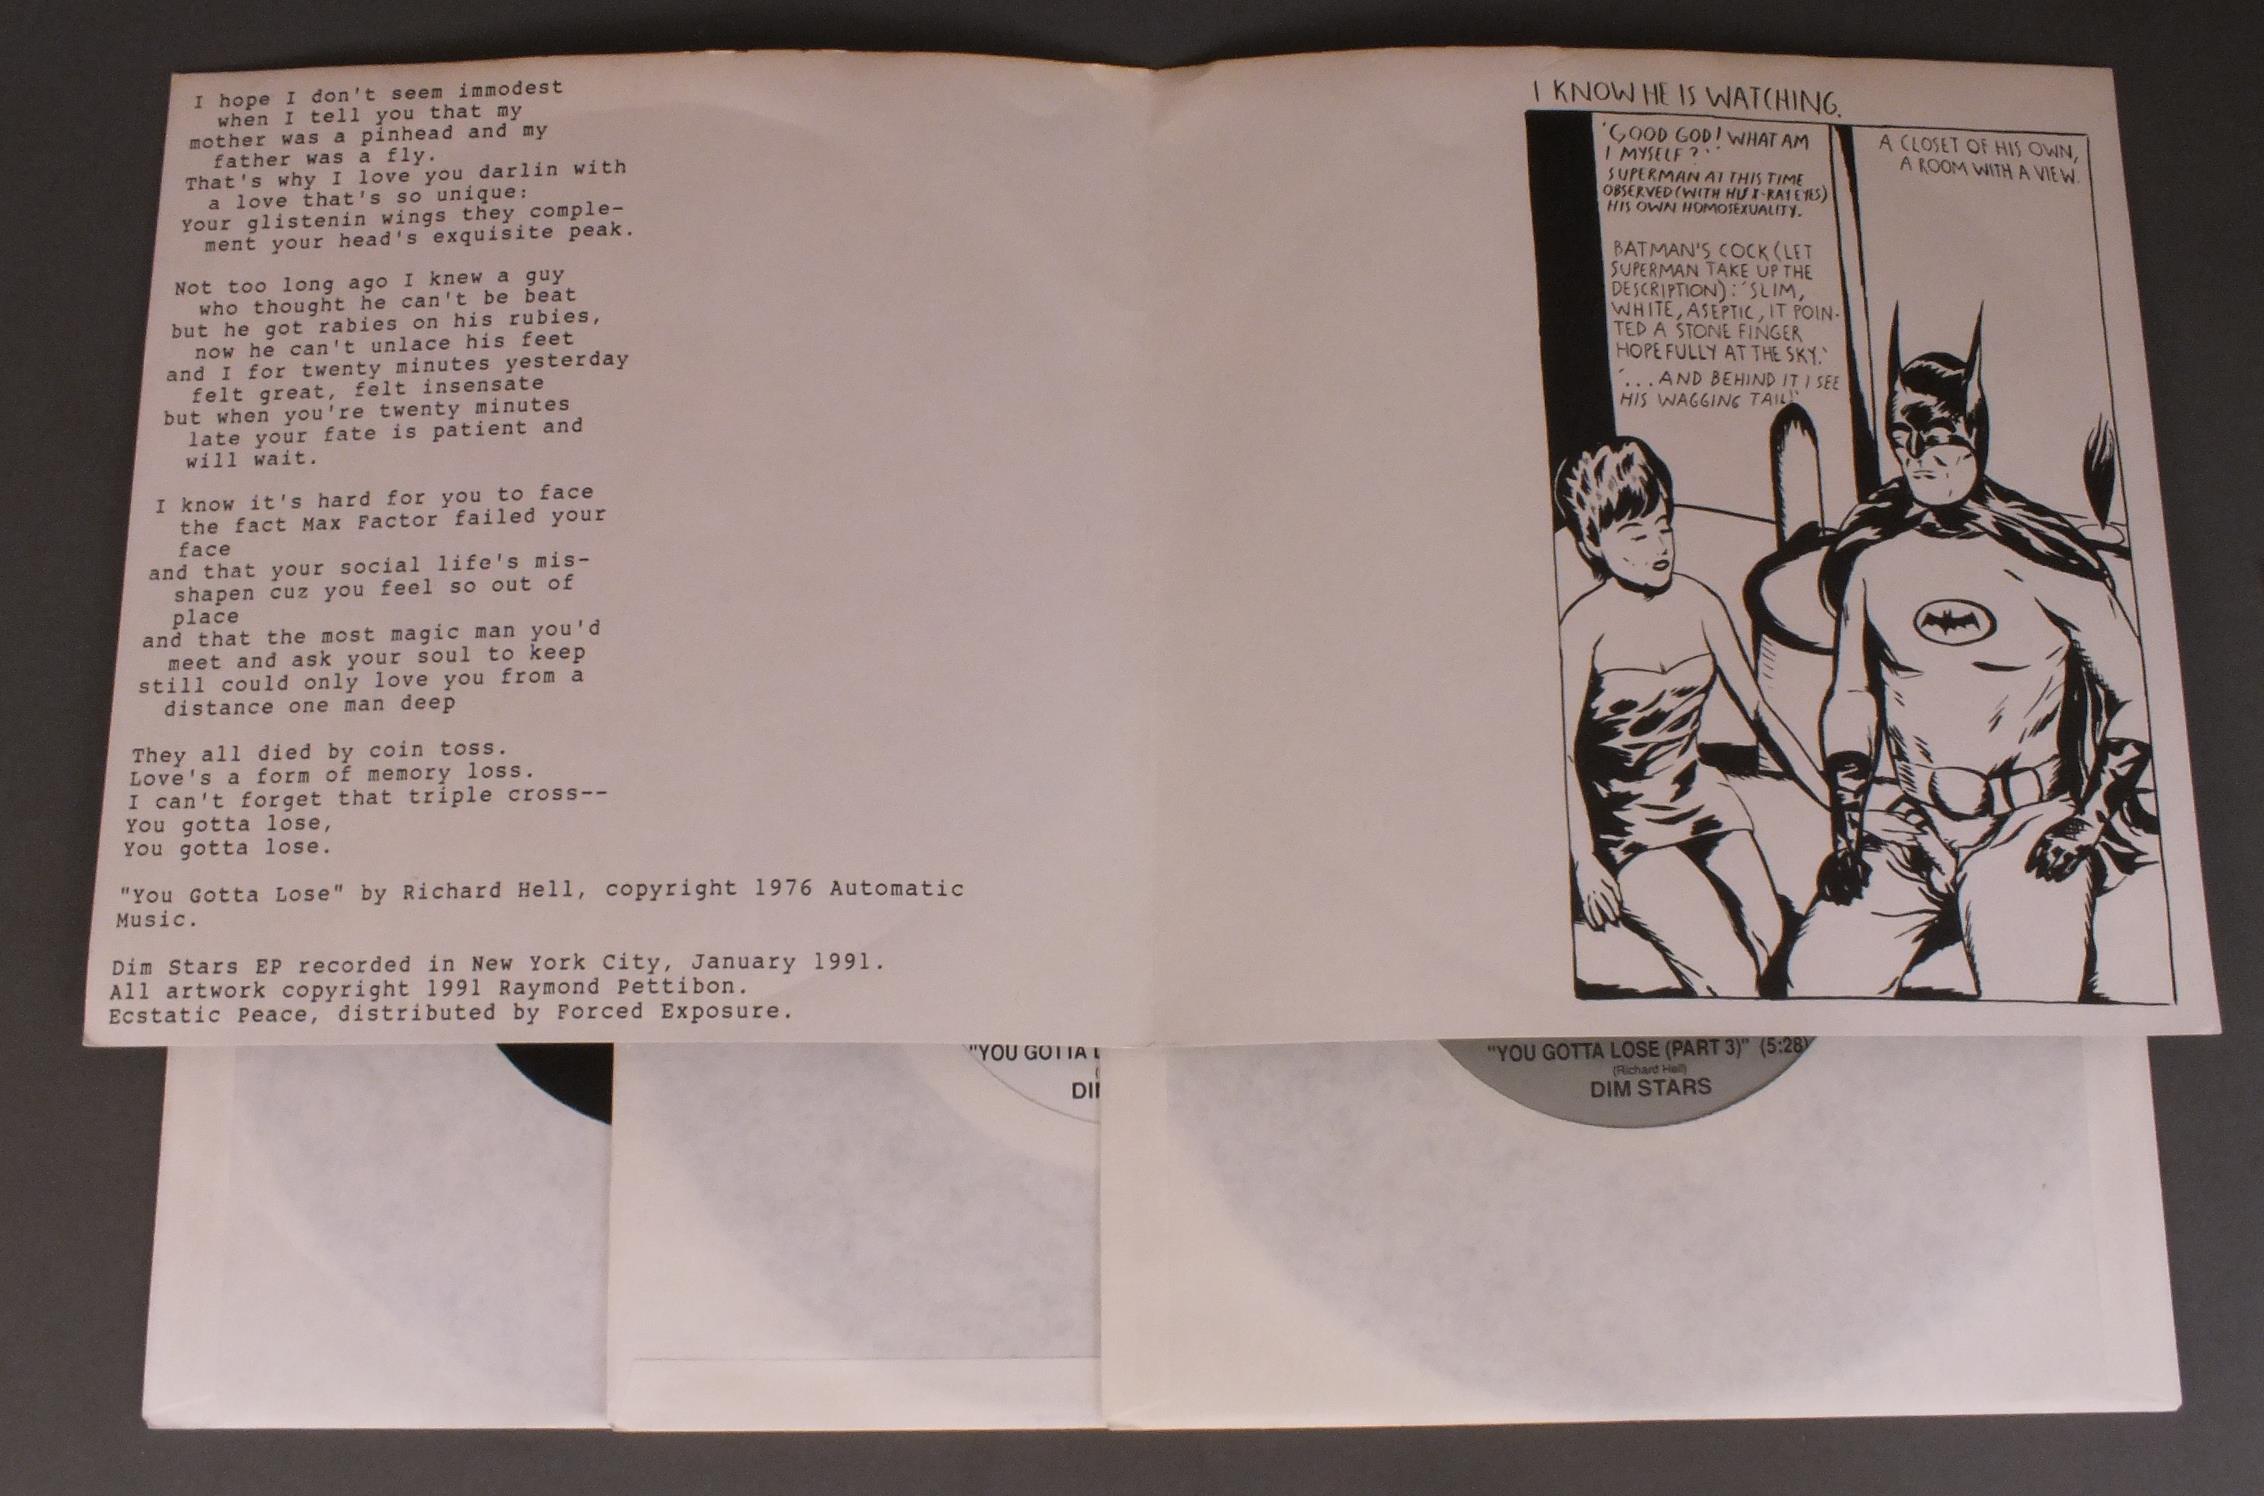 I hope I don't seem immodest
when I tell you that my
mother was a pinhead and my
father was a fly.
That's why I love you darlin with
a love that's so unique:
Your glistenin wings they comple-
ment your head's exquisite peak.
Not too long ago I knew a guy
who thought he can't be beat
but he got rabies on his rubies,
now he can't unlace his feet
and I for twenty minutes yesterday
felt great, felt insensate
but when you're twenty minutes
late your fate is patient and
will wait.
I know it's hard for you to face
the fact Max Factor failed your
face
and that your social life's mis-
shapen cuz you feel so out of
place
and that the most magic man you'd
meet and ask your soul to keep
still could only love you from a
distance one man deep
They all died by coin toss.
Love's a form of memory loss.
I can't forget that triple cross--
You gotta lose,
You gotta lose.
"You Gotta Lose" by Richard Hell, copyright 1976 Automatic
Music.
Dim Stars EP recorded in New York City, January 1991.
All artwork copyright 1991 Raymond Pettibon.
Ecstatic Peace, distributed by Forced Exposure.
I KNOW HE IS WATCHING.
'GOOD GOD! WHAT AM
I MYSELF?'
SUPERMAN AT THIS TIME
OBSERVED (WITH HIS X-RAY EYES)
HIS OWN HOMOSEXUALITY.
BATMAN'S COCK (LET
SUPERMAN TAKE UP THE
DESCRIPTION): 'SLIM,
WHITE, ASEPTIC, IT POIN-
TED A STONE FINGER
HOPEFULLY AT THE SKY.'
'... AND BEHIND IT I SEE
HIS WAGGING TAIL!'
A CLOSET OF HIS OWN,
A ROOM WITH A VIEW.
"YOU GOTTA L
(
DI
"YOU GOTTA LOSE (PART 3)" (5:28)
(Richard Hell)
DIM STARS